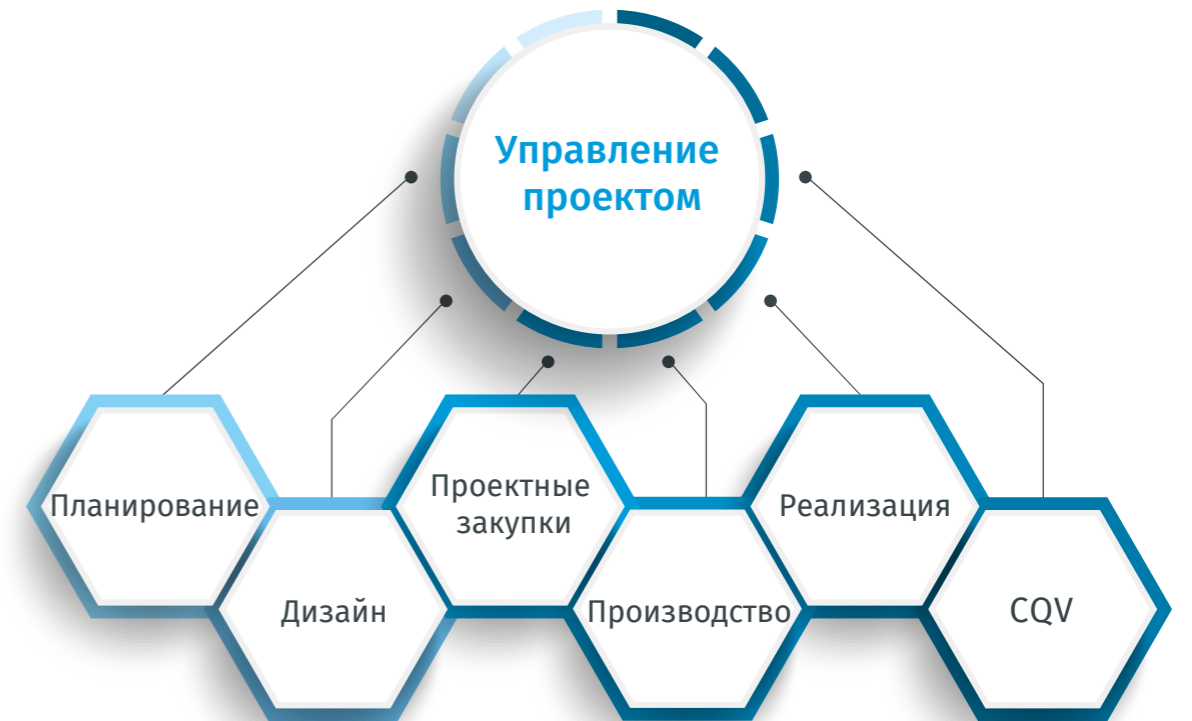 Управление
проектом
Планирование
Дизайн
Проектные
закупки
Производство
Реализация
CQV